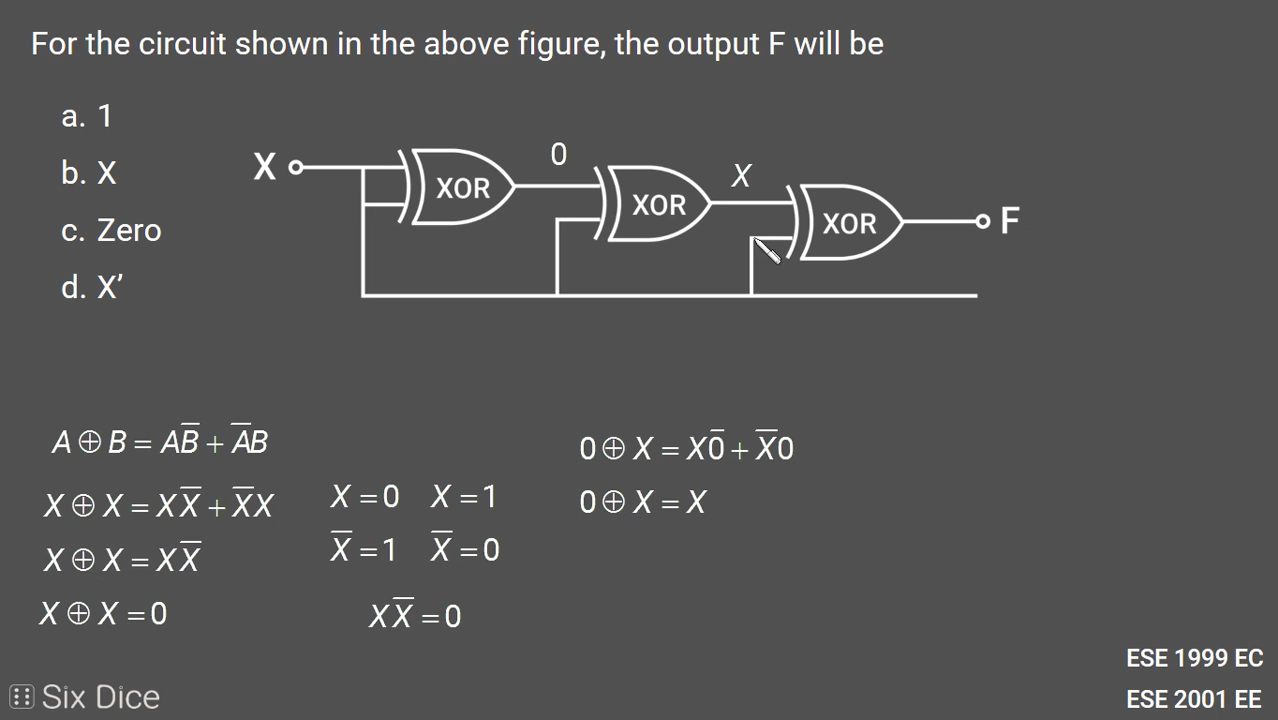 For the circuit shown in the above figure, the output F will be
a. 1
b. X
c. Zero
d. X’
X
XOR
0
XOR
X
XOR
F
A ⊕ B = AB̅ + A̅B
X ⊕ X = XX̅ + X̅X
X ⊕ X = XX̅
X ⊕ X = 0
X = 0 X = 1
X̅ = 1 X̅ = 0
XX̅ = 0
0 ⊕ X = X0̅ + X̅0
0 ⊕ X = X
ESE 1999 EC
ESE 2001 EE
Six Dice